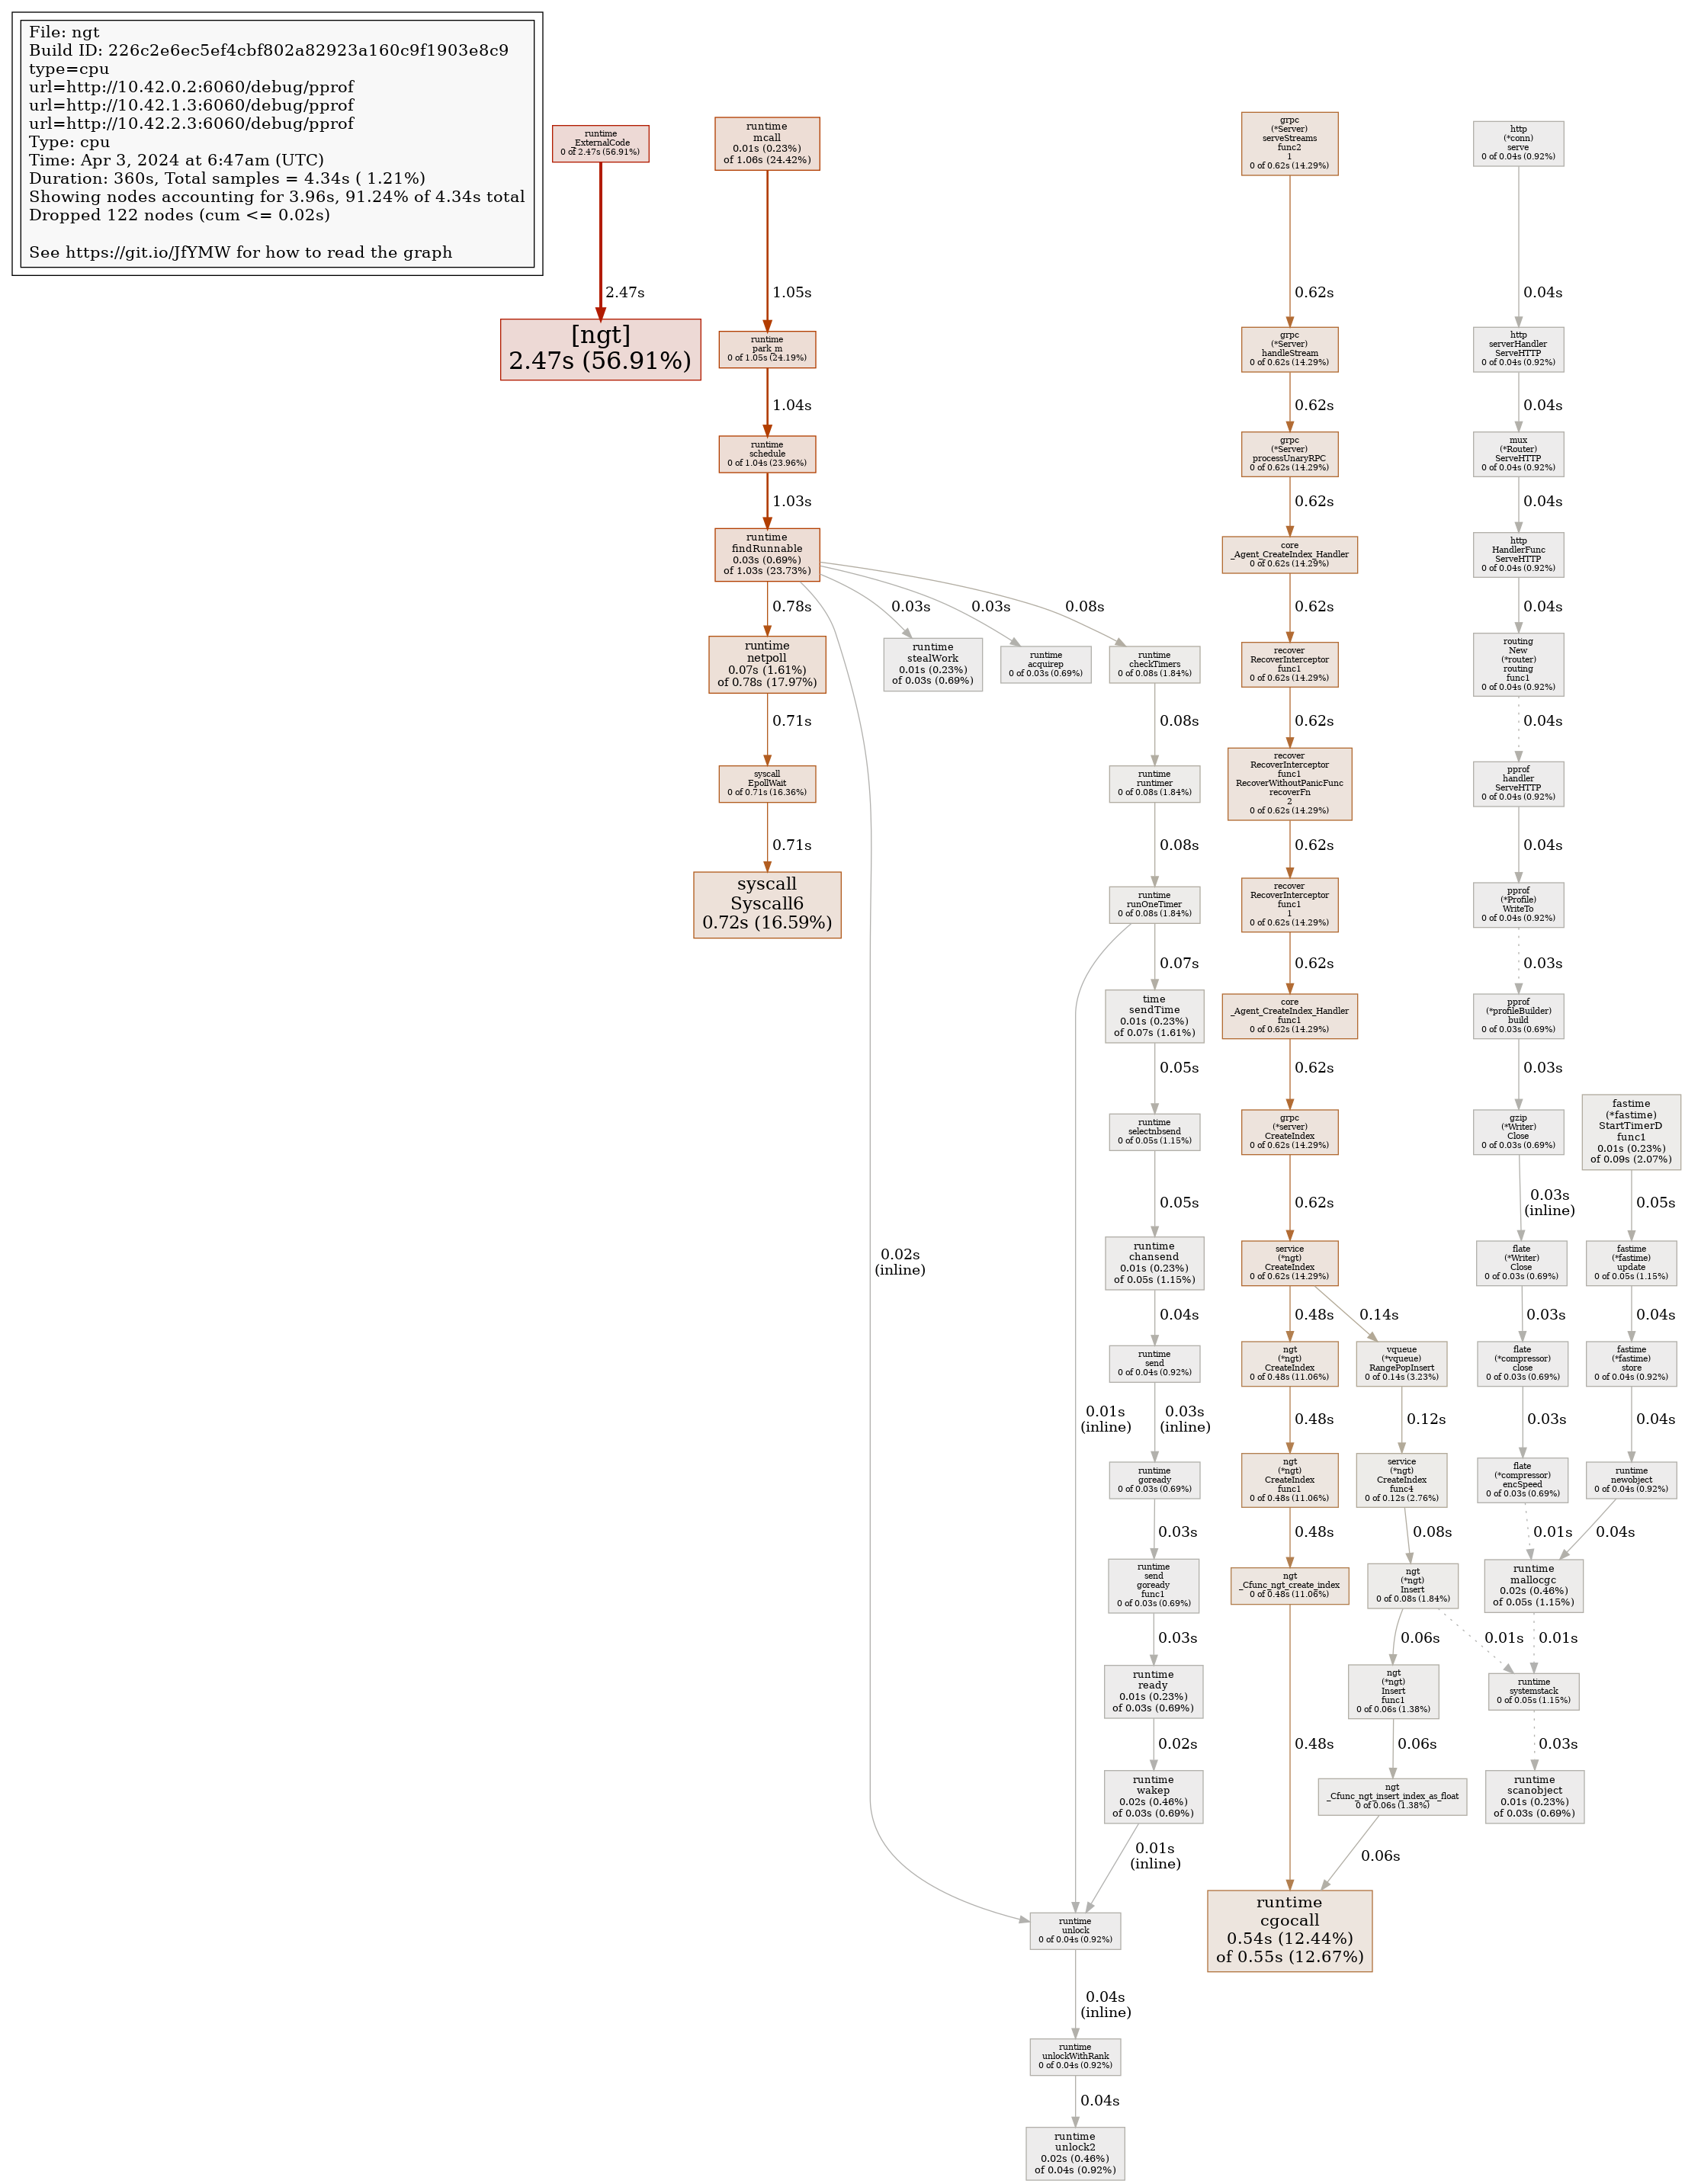 File: ngt
Build ID: 226c2e6ec5ef4cbf802a82923a160c9f1903e8c9
type=cpu
url=http://10.42.0.2:6060/debug/pprof
url=http://10.42.1.3:6060/debug/pprof
url=http://10.42.2.3:6060/debug/pprof
Type: cpu
Time: Apr 3, 2024 at 6:47am (UTC)
Duration: 360s, Total samples = 4.34s ( 1.21%)
Showing nodes accounting for 3.96s, 91.24% of 4.34s total
Dropped 122 nodes (cum <= 0.02s)
See https://git.io/JfYMW for how to read the graph
runtime
_ExternalCode
0 of 2.47s (56.91%)
2.47s
[ngt]
2.47s (56.91%)
runtime
mcall
0.01s (0.23%)
of 1.06s (24.42%)
1.05s
runtime
park_m
0 of 1.05s (24.19%)
1.04s
runtime
schedule
0 of 1.04s (23.96%)
1.03s
runtime
findRunnable
0.03s (0.69%)
of 1.03s (23.73%)
0.78s
0.03s
0.03s
0.08s
runtime
netpoll
0.07s (1.61%)
of 0.78s (17.97%)
0.71s
syscall
EpollWait
0 of 0.71s (16.36%)
0.71s
syscall
Syscall6
0.72s (16.59%)
0.02s
(inline)
runtime
stealWork
0.01s (0.23%)
of 0.03s (0.69%)
runtime
acquirep
0 of 0.03s (0.69%)
runtime
checkTimers
0 of 0.08s (1.84%)
0.08s
runtime
runtimer
0 of 0.08s (1.84%)
0.08s
runtime
runOneTimer
0 of 0.08s (1.84%)
0.07s
time
sendTime
0.01s (0.23%)
of 0.07s (1.61%)
0.05s
runtime
selectnbsend
0 of 0.05s (1.15%)
0.05s
runtime
chansend
0.01s (0.23%)
of 0.05s (1.15%)
0.04s
runtime
send
0 of 0.04s (0.92%)
0.01s
(inline)
0.03s
(inline)
runtime
goready
0 of 0.03s (0.69%)
0.03s
runtime
send
goready
func1
0 of 0.03s (0.69%)
0.03s
runtime
ready
0.01s (0.23%)
of 0.03s (0.69%)
0.02s
runtime
wakep
0.02s (0.46%)
of 0.03s (0.69%)
0.01s
(inline)
runtime
unlock
0 of 0.04s (0.92%)
0.04s
(inline)
runtime
unlockWithRank
0 of 0.04s (0.92%)
0.04s
runtime
unlock2
0.02s (0.46%)
of 0.04s (0.92%)
grpc
(*Server)
serveStreams
func2
1
0 of 0.62s (14.29%)
0.62s
grpc
(*Server)
handleStream
0 of 0.62s (14.29%)
0.62s
grpc
(*Server)
processUnaryRPC
0 of 0.62s (14.29%)
0.62s
core
_Agent_CreateIndex_Handler
0 of 0.62s (14.29%)
0.62s
recover
RecoverInterceptor
func1
0 of 0.62s (14.29%)
0.62s
recover
RecoverInterceptor
func1
RecoverWithoutPanicFunc
recoverFn
2
0 of 0.62s (14.29%)
0.62s
recover
RecoverInterceptor
func1
1
0 of 0.62s (14.29%)
0.62s
core
_Agent_CreateIndex_Handler
func1
0 of 0.62s (14.29%)
0.62s
grpc
(*server)
CreateIndex
0 of 0.62s (14.29%)
0.62s
service
(*ngt)
CreateIndex
0 of 0.62s (14.29%)
0.48s
0.14s
ngt
(*ngt)
CreateIndex
0 of 0.48s (11.06%)
0.48s
ngt
(*ngt)
CreateIndex
func1
0 of 0.48s (11.06%)
0.48s
ngt
_Cfunc_ngt_create_index
0 of 0.48s (11.06%)
0.48s
vqueue
(*vqueue)
RangePopInsert
0 of 0.14s (3.23%)
0.12s
service
(*ngt)
CreateIndex
func4
0 of 0.12s (2.76%)
0.08s
ngt
(*ngt)
Insert
0 of 0.08s (1.84%)
0.06s
0.01s
ngt
(*ngt)
Insert
func1
0 of 0.06s (1.38%)
0.06s
ngt
_Cfunc_ngt_insert_index_as_float
0 of 0.06s (1.38%)
0.06s
runtime
cgocall
0.54s (12.44%)
of 0.55s (12.67%)
http
(*conn)
serve
0 of 0.04s (0.92%)
0.04s
http
serverHandler
ServeHTTP
0 of 0.04s (0.92%)
0.04s
mux
(*Router)
ServeHTTP
0 of 0.04s (0.92%)
0.04s
http
HandlerFunc
ServeHTTP
0 of 0.04s (0.92%)
0.04s
routing
New
(*router)
routing
func1
0 of 0.04s (0.92%)
0.04s
pprof
handler
ServeHTTP
0 of 0.04s (0.92%)
0.04s
pprof
(*Profile)
WriteTo
0 of 0.04s (0.92%)
0.03s
pprof
(*profileBuilder)
build
0 of 0.03s (0.69%)
0.03s
gzip
(*Writer)
Close
0 of 0.03s (0.69%)
0.03s
(inline)
flate
(*Writer)
Close
0 of 0.03s (0.69%)
0.03s
flate
(*compressor)
close
0 of 0.03s (0.69%)
0.03s
flate
(*compressor)
encSpeed
0 of 0.03s (0.69%)
0.01s
fastime
(*fastime)
StartTimerD
func1
0.01s (0.23%)
of 0.09s (2.07%)
0.05s
fastime
(*fastime)
update
0 of 0.05s (1.15%)
0.04s
fastime
(*fastime)
store
0 of 0.04s (0.92%)
0.04s
runtime
newobject
0 of 0.04s (0.92%)
0.04s
runtime
mallocgc
0.02s (0.46%)
of 0.05s (1.15%)
0.01s
runtime
systemstack
0 of 0.05s (1.15%)
0.03s
runtime
scanobject
0.01s (0.23%)
of 0.03s (0.69%)